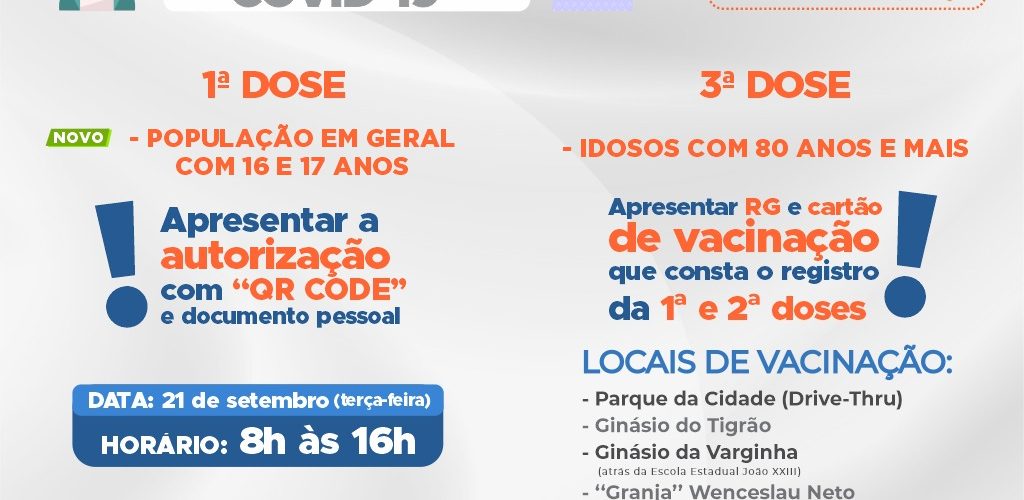 COVID-19
1ª DOSE
NOVO
- POPULAÇÃO EM GERAL
COM 16 E 17 ANOS
Apresentar a
autorização
com “QR CODE”
e documento pessoal
DATA: 21 de setembro (terça-feira)
HORÁRIO: 8h às 16h
3ª DOSE
- IDOSOS COM 80 ANOS E MAIS
Apresentar RG e cartão
de vacinação
que consta o registro
da 1ª e 2ª doses
LOCAIS DE VACINAÇÃO:
- Parque da Cidade (Drive-Thru)
- Ginásio do Tigrão
- Ginásio da Varginha
(atrás da Escola Estadual João XXIII)
- “Granja” Wenceslau Neto